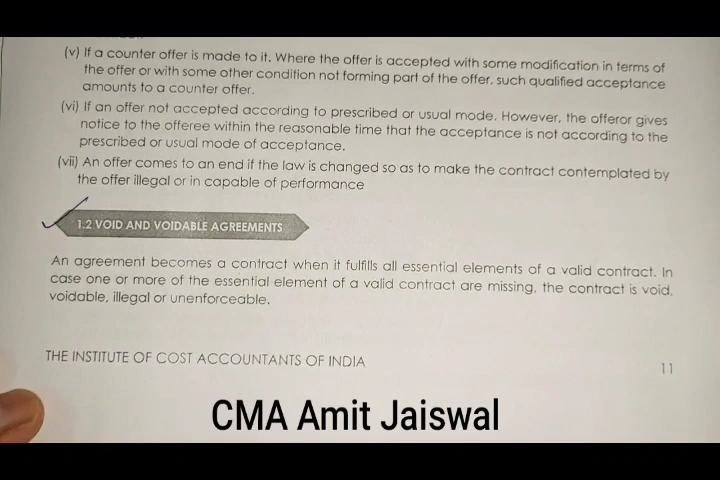 (v) If a counter offer is made to it. Where the offer is accepted with some modification in terms of
the offer or with some other condition not forming part of the offer, such qualified acceptance
amounts to a counter offer.
(vi) If an offer not accepted according to prescribed or usual mode. However, the offeror gives
notice to the offeree within the reasonable time that the acceptance is not according to the
prescribed or usual mode of acceptance.
(vii) An offer comes to an end if the law is changed so as to make the contract contemplated by
the offer illegal or in capable of performance
1.2 VOID AND VOIDABLE AGREEMENTS
An agreement becomes a contract when it fulfills all essential elements of a valid contract. In
case one or more of the essential element of a valid contract are missing, the contract is void,
voidable, illegal or unenforceable.
THE INSTITUTE OF COST ACCOUNTANTS OF INDIA
11
CMA Amit Jaiswal